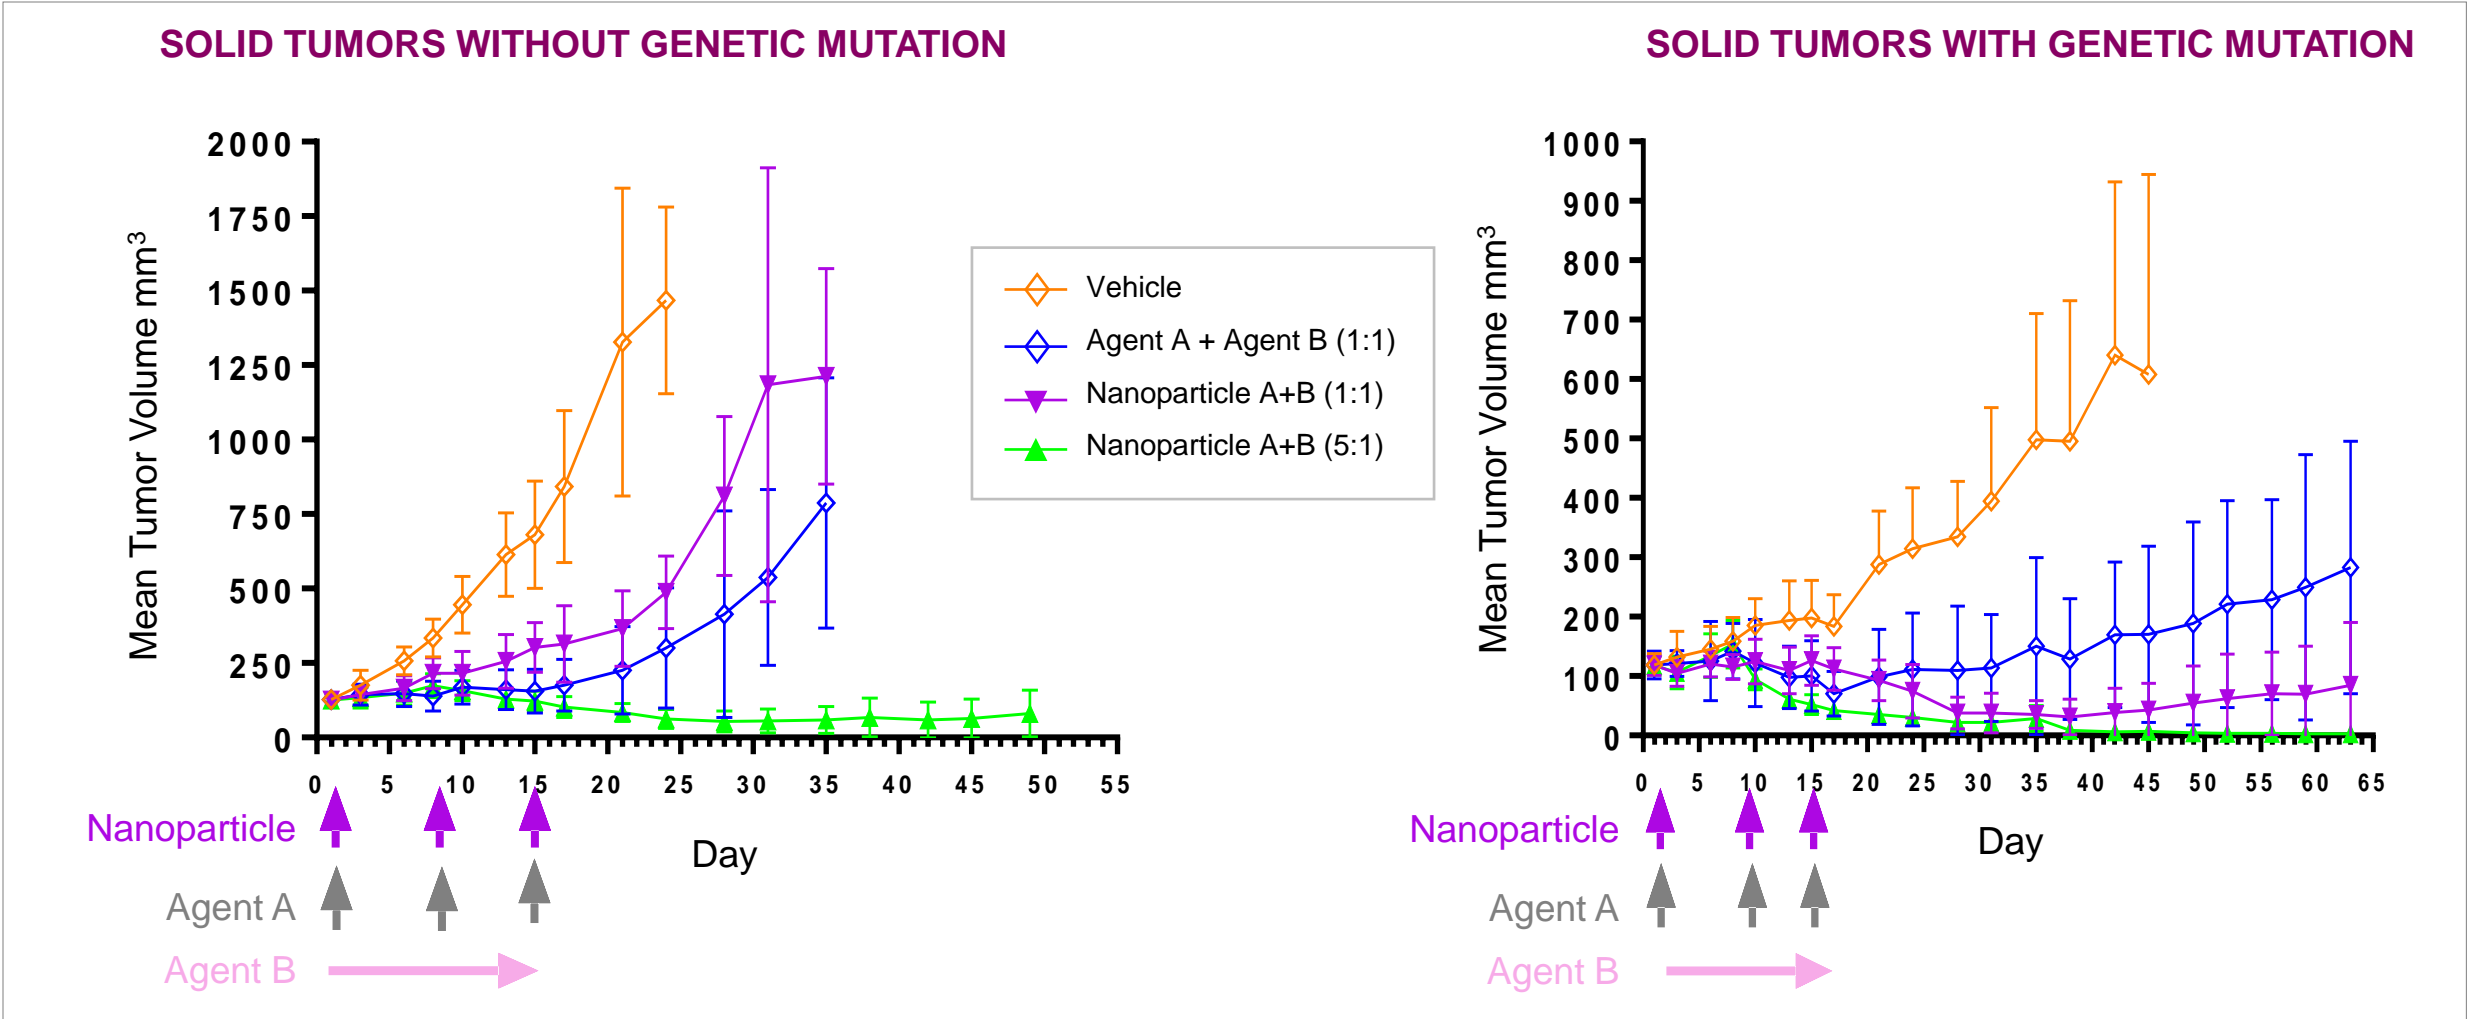 SOLID TUMORS WITHOUT GENETIC MUTATION
Mean Tumor Volume mm³
2000
1750
1500
1250
1000
750
500
250
0
0 5 10 15 20 25 30 35 40 45 50 55
Day
Nanoparticle
Agent A
Agent B
Vehicle
Agent A + Agent B (1:1)
Nanoparticle A+B (1:1)
Nanoparticle A+B (5:1)
SOLID TUMORS WITH GENETIC MUTATION
Mean Tumor Volume mm³
1000
900
800
700
600
500
400
300
200
100
0
0 5 10 15 20 25 30 35 40 45 50 55 60 65
Day
Nanoparticle
Agent A
Agent B